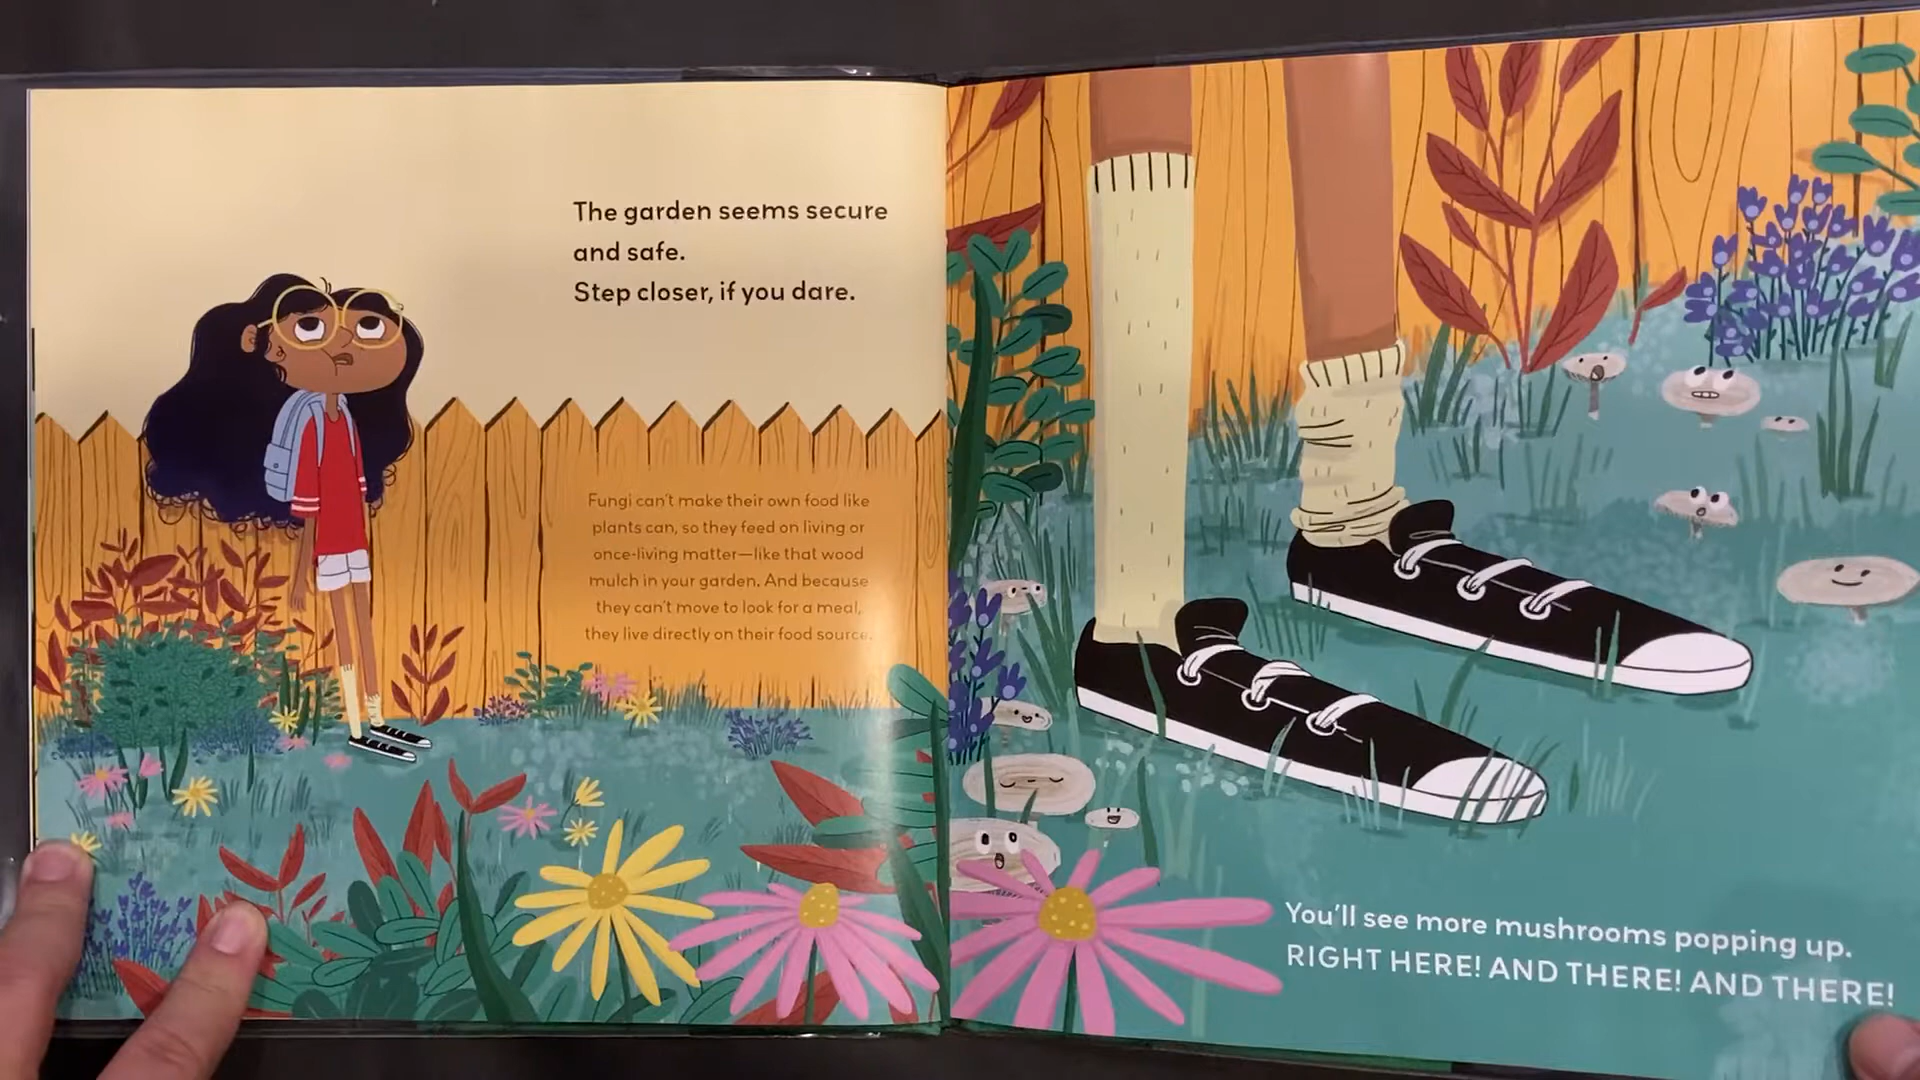 The garden seems secure
and safe.
Step closer, if you dare.
Fungi can't make their own food like
plants can, so they feed on living or
once-living matter—like that wood
mulch in your garden. And because
they can't move to look for a meal,
they live directly on their food source.
You'll see more mushrooms popping up.
RIGHT HERE! AND THERE! AND THERE!